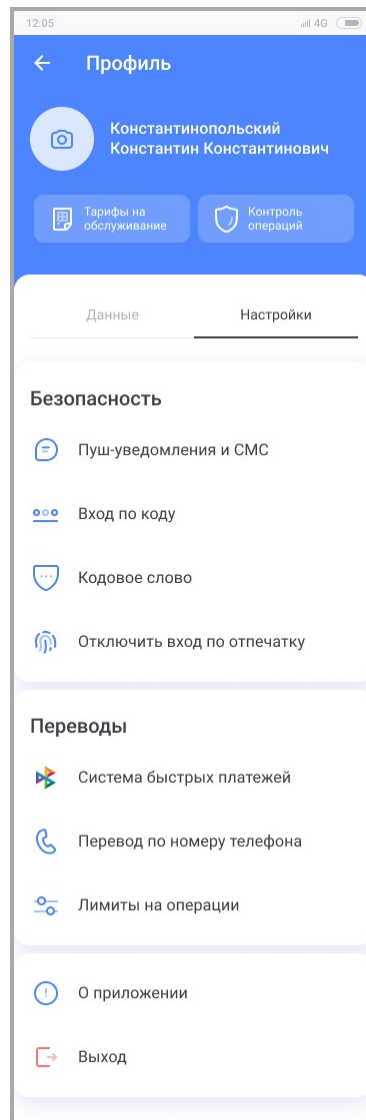 12:05
4G
Профиль
Константинопольский
Константин Константинович
Тарифы на
обслуживание
Контроль
операций
Данные
Настройки
Безопасность
Пуш-уведомления и СМС
Вход по коду
Кодовое слово
Отключить вход по отпечатку
Переводы
Система быстрых платежей
Перевод по номеру телефона
Лимиты на операции
О приложении
Выход